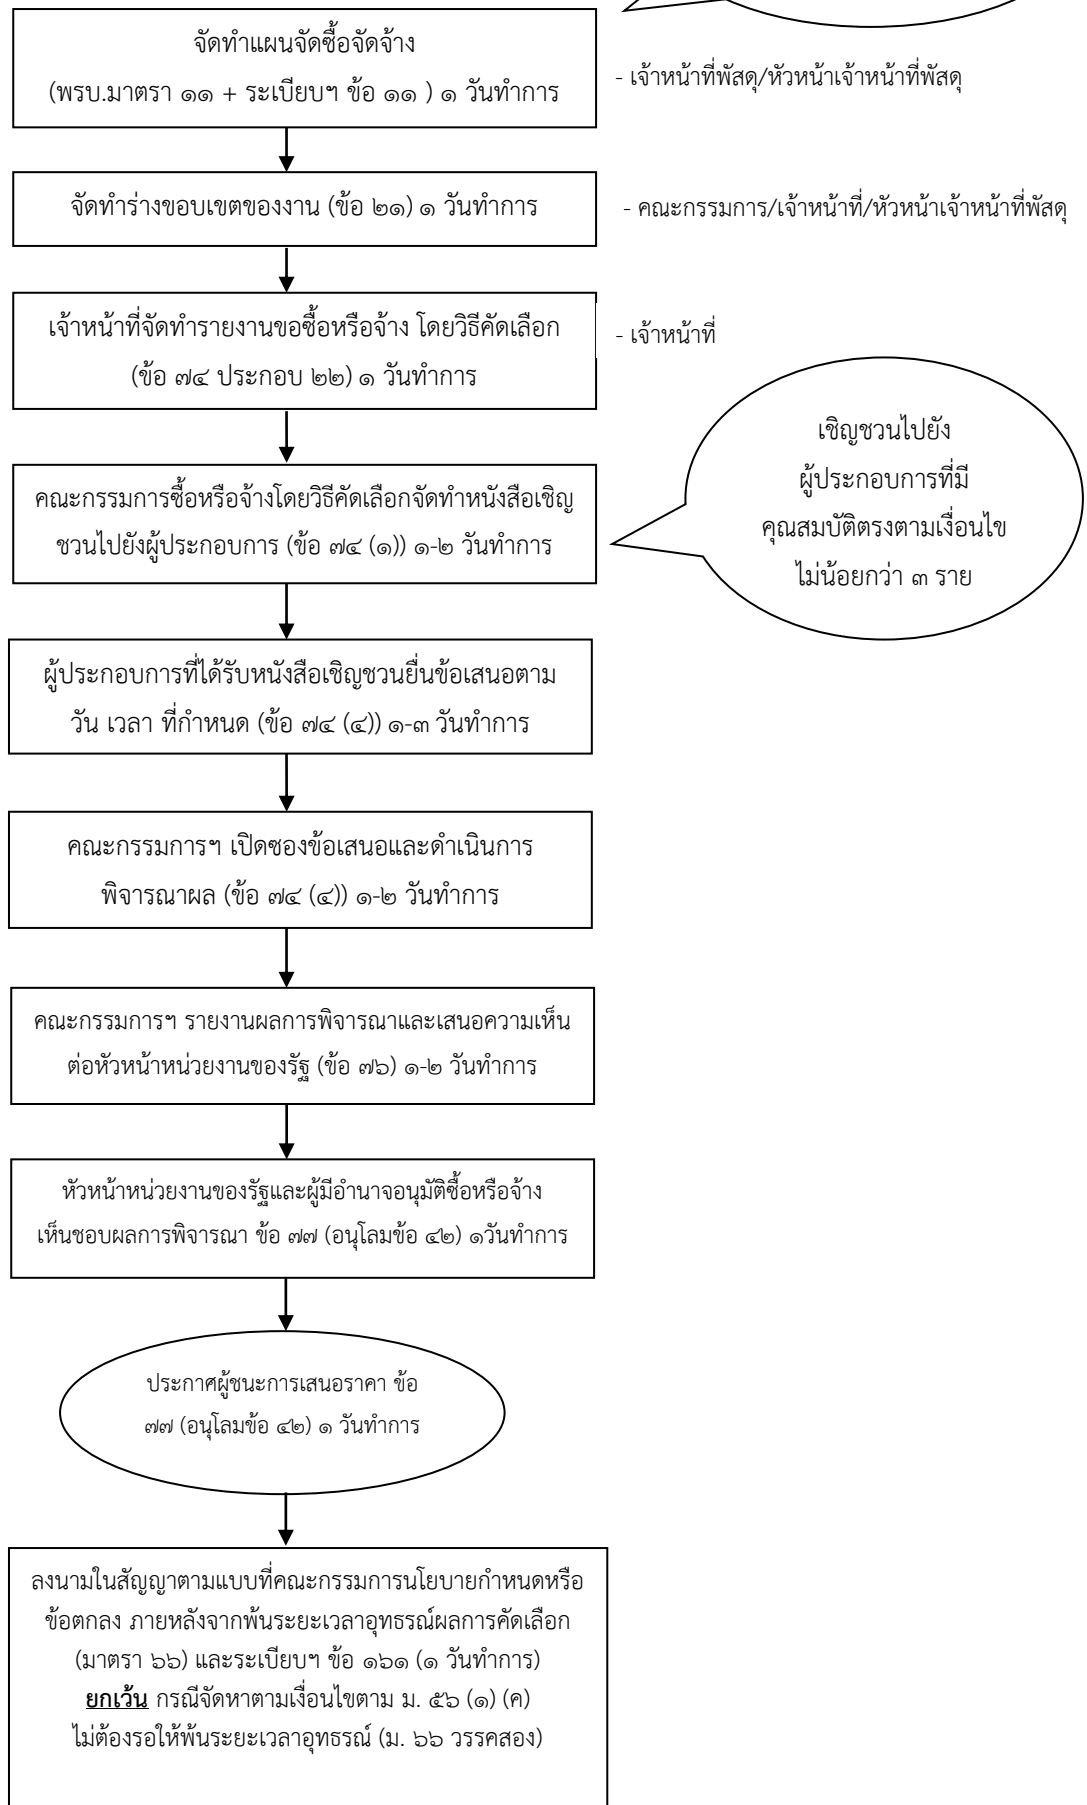 จัดทำแผนจัดซื้อจัดจ้าง
(พรบ.มาตรา ๑๑ + ระเบียบฯ ข้อ ๑๑ ) ๑ วันทำการ
- เจ้าหน้าที่พัสดุ/หัวหน้าเจ้าหน้าที่พัสดุ
จัดทำร่างขอบเขตของงาน (ข้อ ๒๑) ๑ วันทำการ
- คณะกรรมการ/เจ้าหน้าที่/หัวหน้าเจ้าหน้าที่พัสดุ
เจ้าหน้าที่จัดทำรายงานขอซื้อหรือจ้าง โดยวิธีคัดเลือก
(ข้อ ๗๔ ประกอบ ๒๒) ๑ วันทำการ
- เจ้าหน้าที่
คณะกรรมการซื้อหรือจ้างโดยวิธีคัดเลือกจัดทำหนังสือเชิญ
ชวนไปยังผู้ประกอบการ (ข้อ ๗๔ (๑)) ๑-๒ วันทำการ
เชิญชวนไปยัง
ผู้ประกอบการที่มี
คุณสมบัติตรงตามเงื่อนไข
ไม่น้อยกว่า ๓ ราย
ผู้ประกอบการที่ได้รับหนังสือเชิญชวนยื่นข้อเสนอตาม
วัน เวลา ที่กำหนด (ข้อ ๗๔ (๔)) ๑-๓ วันทำการ
คณะกรรมการฯ เปิดซองข้อเสนอและดำเนินการ
พิจารณาผล (ข้อ ๗๔ (๔)) ๑-๒ วันทำการ
คณะกรรมการฯ รายงานผลการพิจารณาและเสนอความเห็น
ต่อหัวหน้าหน่วยงานของรัฐ (ข้อ ๗๖) ๑-๒ วันทำการ
หัวหน้าหน่วยงานของรัฐและผู้มีอำนาจอนุมัติซื้อหรือจ้าง
เห็นชอบผลการพิจารณา ข้อ ๗๗ (อนุโลมข้อ ๔๒) ๑วันทำการ
ประกาศผู้ชนะการเสนอราคา ข้อ
๗๗ (อนุโลมข้อ ๔๒) ๑ วันทำการ
ลงนามในสัญญาตามแบบที่คณะกรรมการนโยบายกำหนดหรือ
ข้อตกลง ภายหลังจากพ้นระยะเวลาอุทธรณ์ผลการคัดเลือก
(มาตรา ๖๖) และระเบียบฯ ข้อ ๑๖๑ (๑ วันทำการ)
ยกเว้น กรณีจัดหาตามเงื่อนไขตาม ม. ๕๖ (๑) (ค)
ไม่ต้องรอให้พ้นระยะเวลาอุทธรณ์ (ม. ๖๖ วรรคสอง)